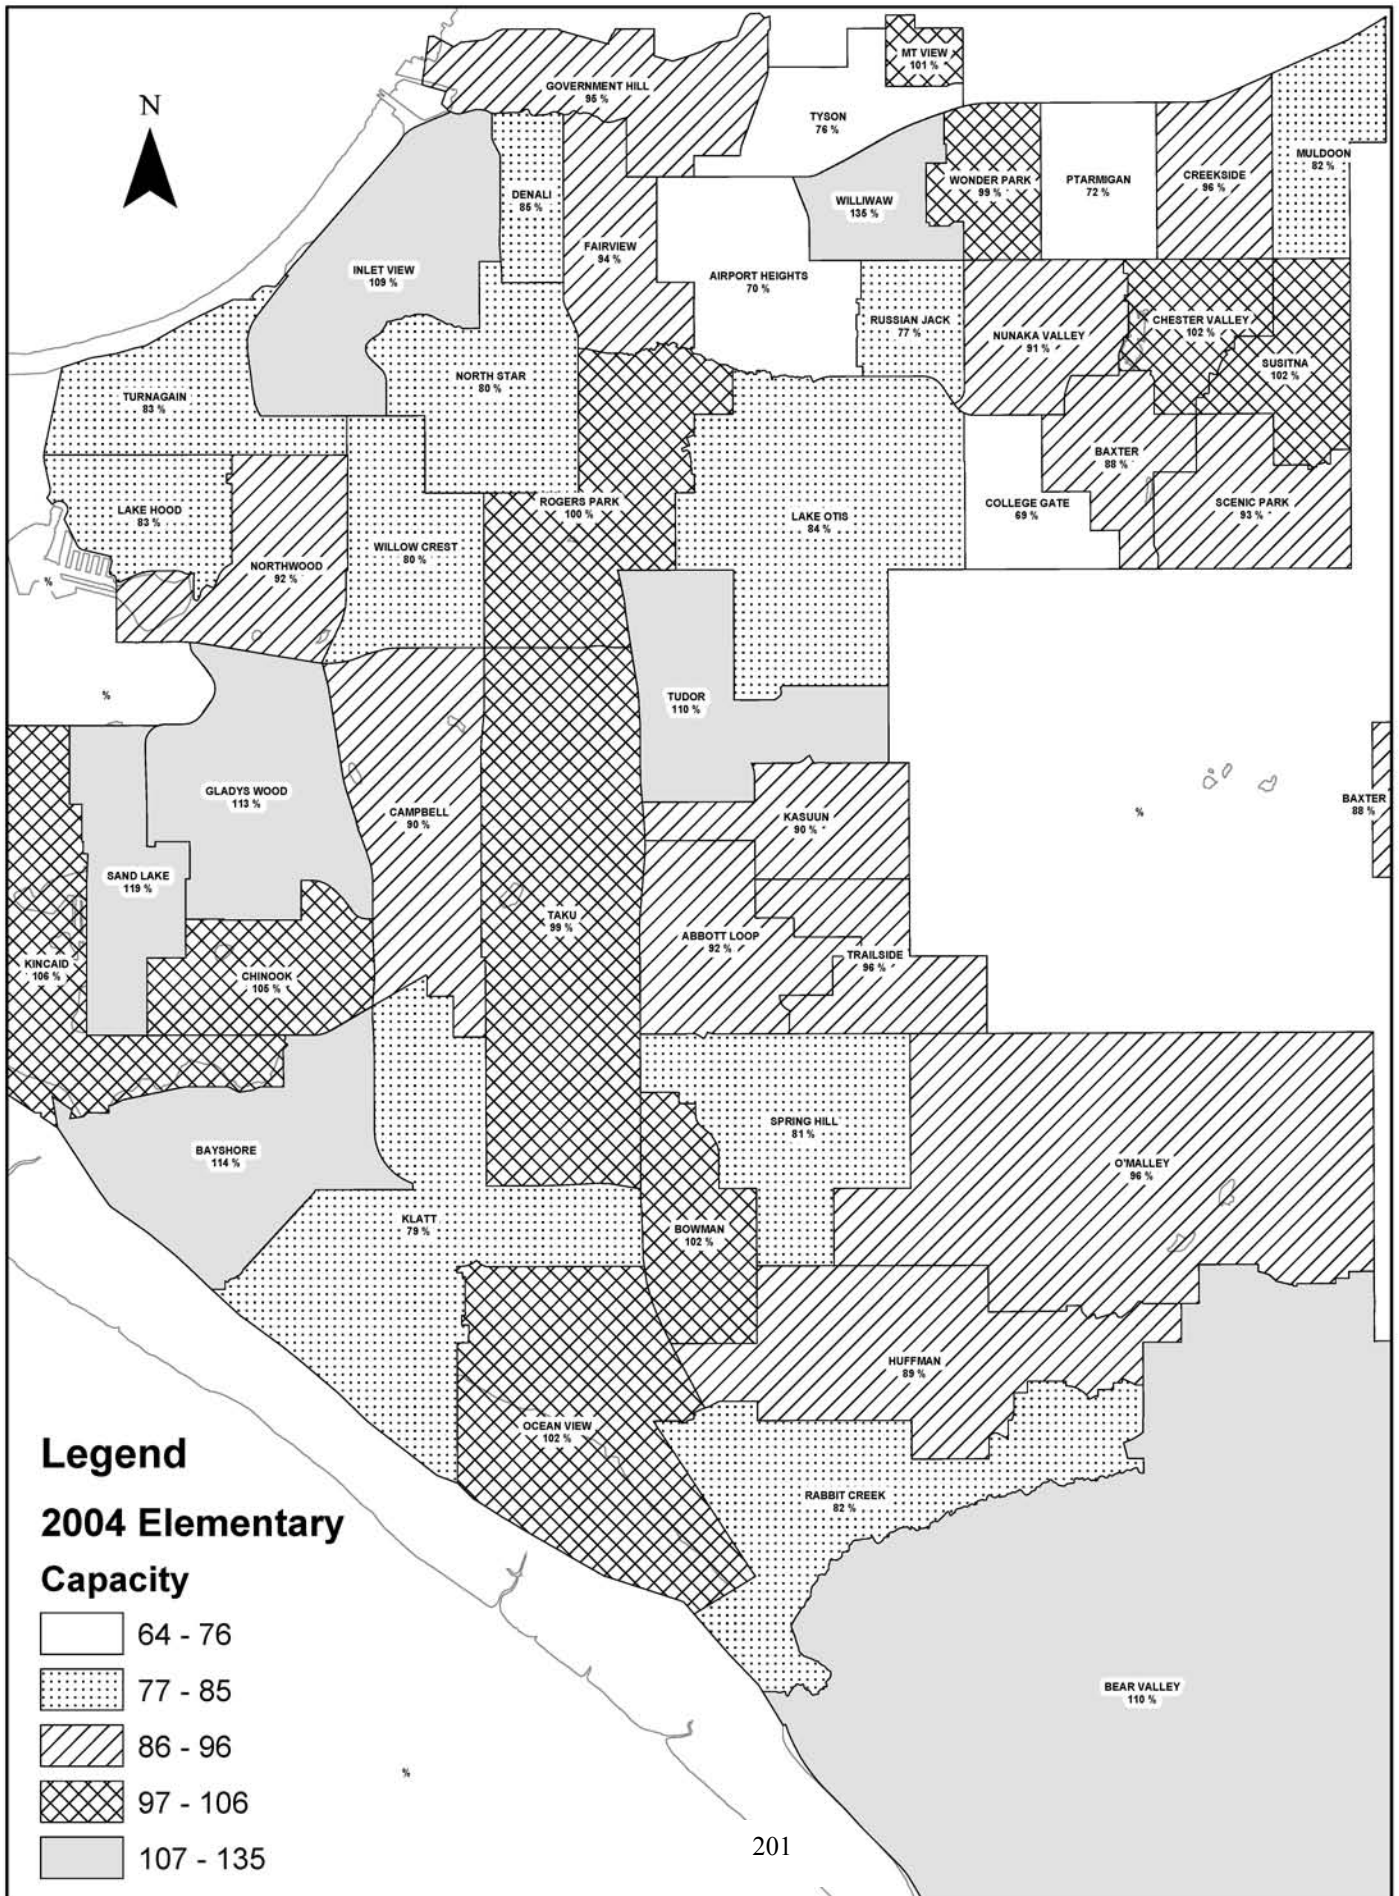 MT VIEW
101 %
GOVERNMENT HILL
95 %
N
TYSON
76 %
MULDOON
82 %
DENALI
85 %
WONDER PARK
99 %
PTARMIGAN
72 %
CREEKSIDE
96 %
WILLIWAW
135 %
FAIRVIEW
94 %
INLET VIEW
109 %
AIRPORT HEIGHTS
70 %
RUSSIAN JACK
77 %
NUNAKA VALLEY
91 %
CHESTER VALLEY
102 %
SUSITNA
102 %
NORTH STAR
80 %
TURNAGAIN
83 %
BAXTER
88 %
LAKE HOOD
83 %
ROGERS PARK
100 %
LAKE OTIS
84 %
COLLEGE GATE
69 %
SCENIC PARK
93 %
WILLOW CREST
80 %
NORTHWOOD
92 %
%
%
TUDOR
110 %
GLADYS WOOD
113 %
CAMPBELL
90 %
KASUUN
90 %
%
BAXTER
88 %
SAND LAKE
119 %
TAKU
99 %
ABBOTT LOOP
92 %
TRAILSIDE
96 %
KINCAID
106 %
CHINOOK
105 %
BAYSHORE
114 %
SPRING HILL
81 %
O'MALLEY
96 %
KLATT
79 %
BOWMAN
102 %
HUFFMAN
89 %
OCEAN VIEW
102 %
RABBIT CREEK
82 %
BEAR VALLEY
110 %
%
Legend
2004 Elementary
Capacity
64 - 76
77 - 85
86 - 96
97 - 106
107 - 135
201